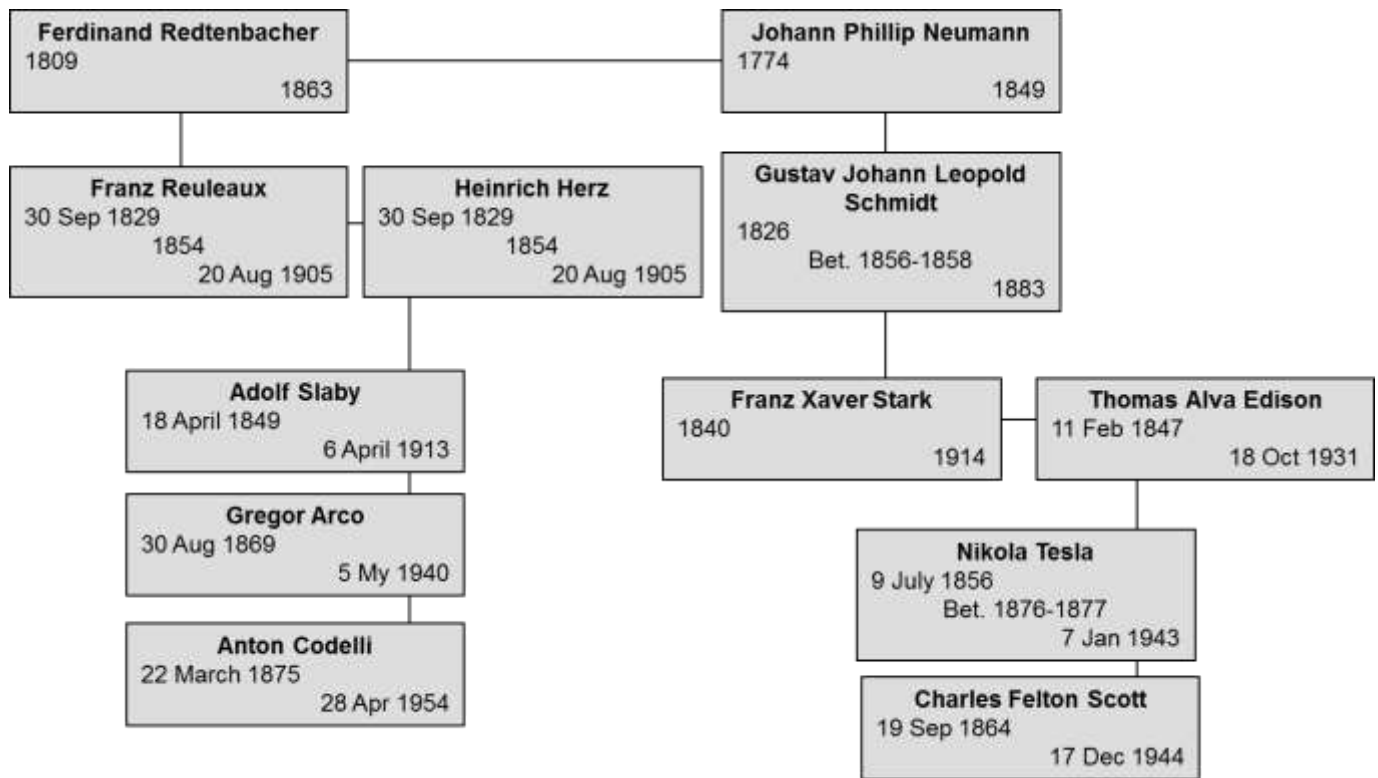 Ferdinand Redtenbacher
1809
1863
Johann Phillip Neumann
1774
1849
Franz Reuleaux
30 Sep 1829
1854
20 Aug 1905
Heinrich Herz
30 Sep 1829
1854
20 Aug 1905
Gustav Johann Leopold
Schmidt
1826
Bet. 1856-1858
1883
Adolf Slaby
18 April 1849
6 April 1913
Franz Xaver Stark
1840
1914
Thomas Alva Edison
11 Feb 1847
18 Oct 1931
Gregor Arco
30 Aug 1869
5 My 1940
Nikola Tesla
9 July 1856
Bet. 1876-1877
7 Jan 1943
Anton Codelli
22 March 1875
28 Apr 1954
Charles Felton Scott
19 Sep 1864
17 Dec 1944